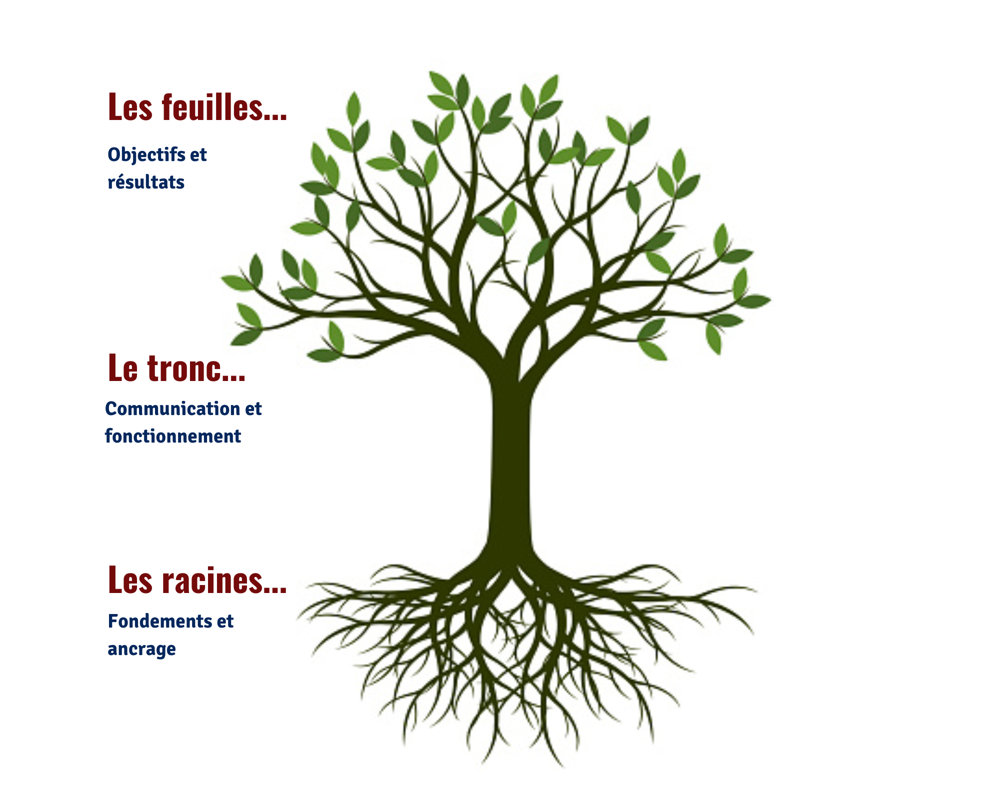 Les feuilles...
Objectifs et
résultats
Le tronc...
Communication et
fonctionnement
Les racines...
Fondements et
ancrage